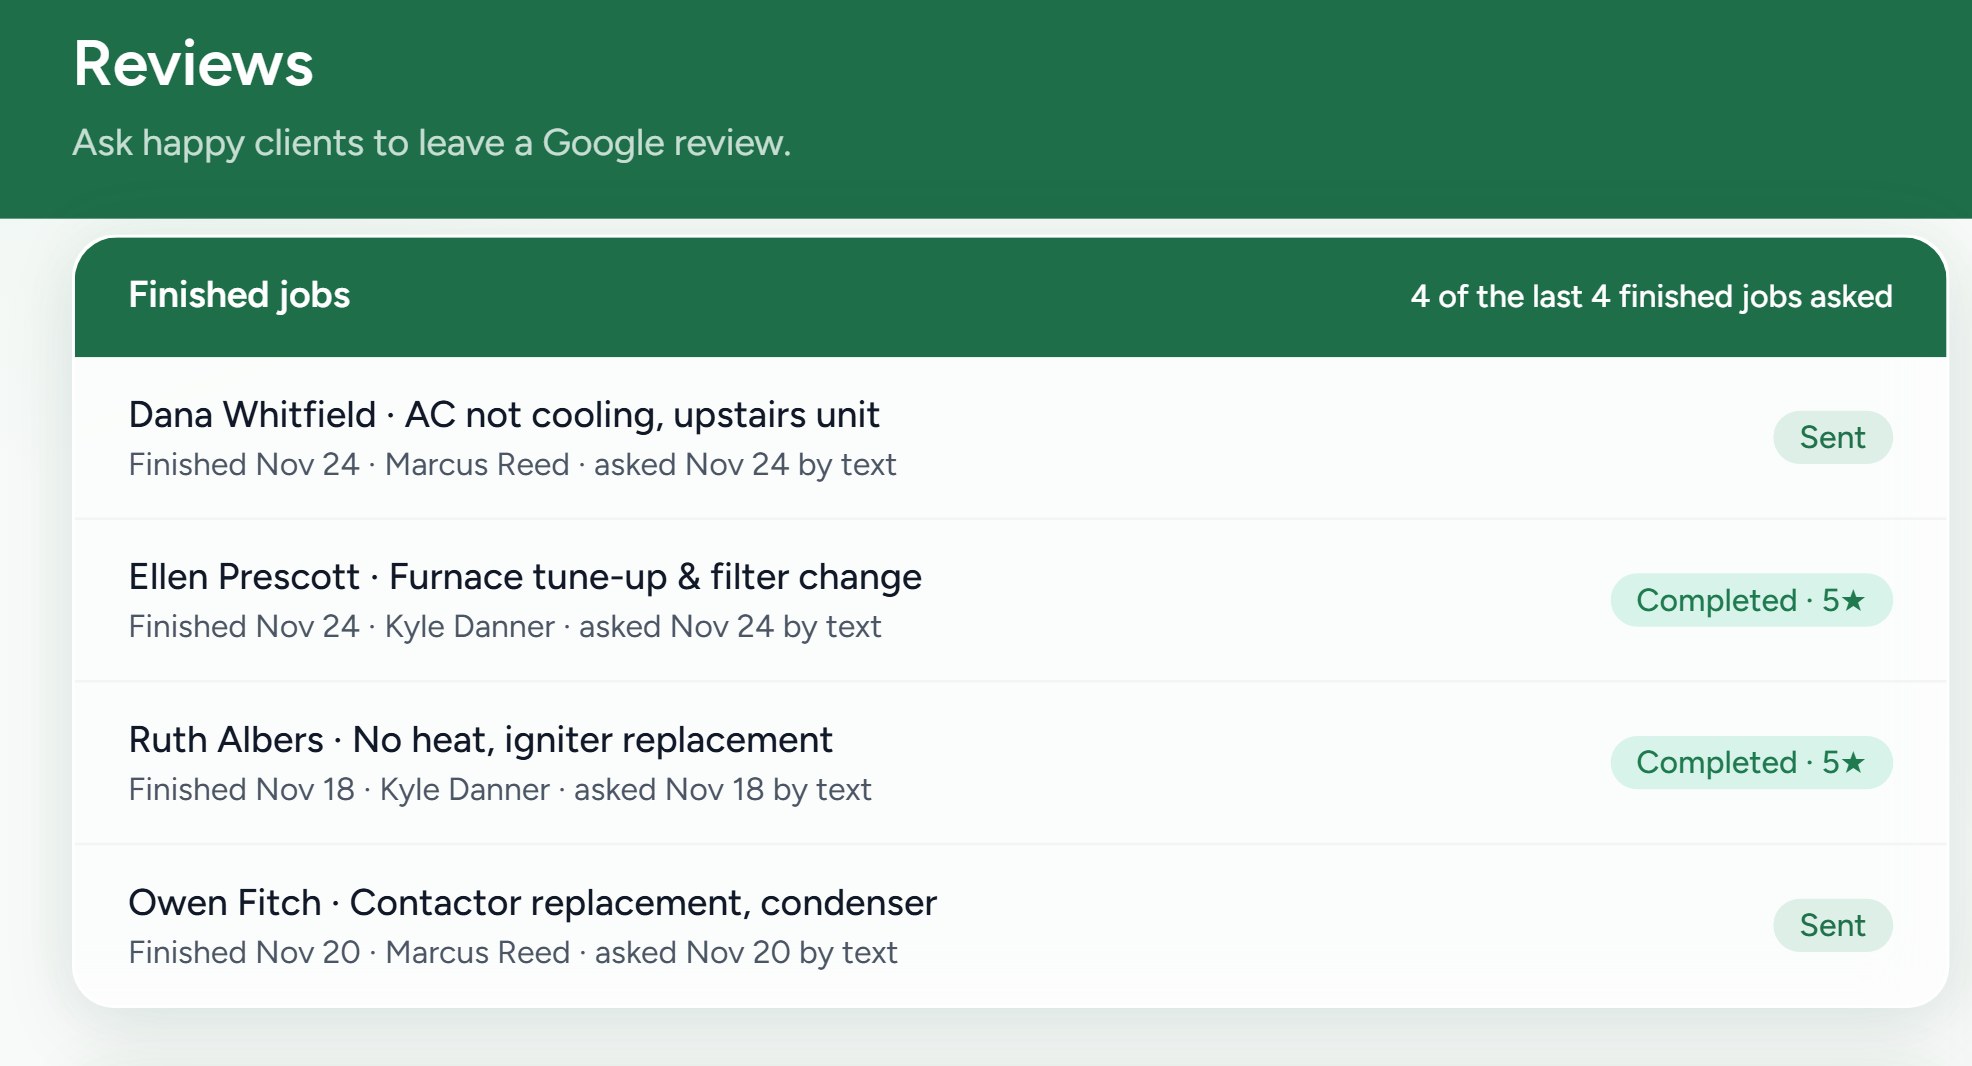 Reviews
Ask happy clients to leave a Google review.
Finished jobs
4 of the last 4 finished jobs asked
Dana Whitfield · AC not cooling, upstairs unit
Finished Nov 24 · Marcus Reed · asked Nov 24 by text
Sent
Ellen Prescott · Furnace tune-up & filter change
Finished Nov 24 · Kyle Danner · asked Nov 24 by text
Completed · 5★
Ruth Albers · No heat, igniter replacement
Finished Nov 18 · Kyle Danner · asked Nov 18 by text
Completed · 5★
Owen Fitch · Contactor replacement, condenser
Finished Nov 20 · Marcus Reed · asked Nov 20 by text
Sent